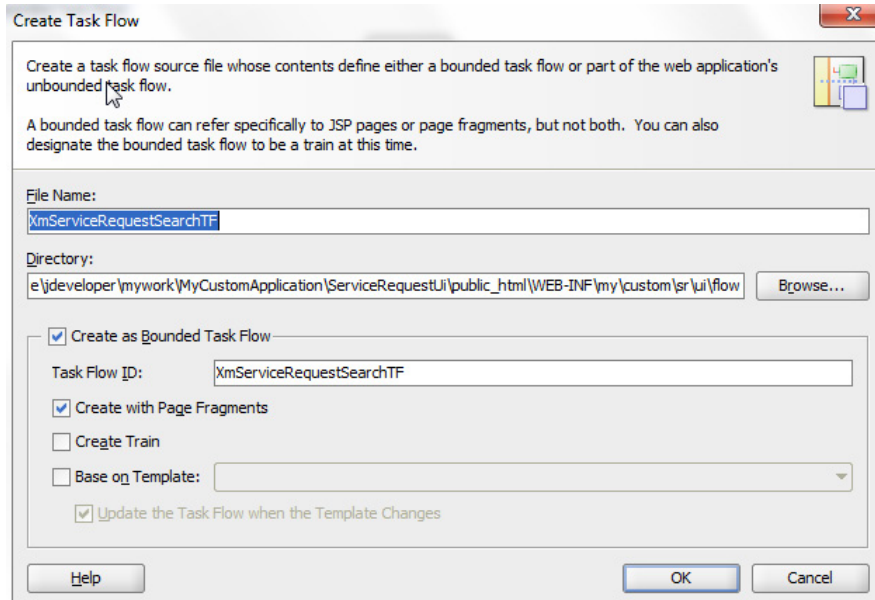 Create Task Flow
Create a task flow source file whose contents define either a bounded task flow or part of the web application's
unbounded task flow.
A bounded task flow can refer specifically to JSP pages or page fragments, but not both. You can also
designate the bounded task flow to be a train at this time.
File Name:
XmServiceRequestSearchTF
Directory:
e\jdeveloper\mywork\MyCustomApplication\ServiceRequestUi\public_html\WEB-INF\my\custom\sr\ui\flow Browse...
Create as Bounded Task Flow
Task Flow ID: XmServiceRequestSearchTF
Create with Page Fragments
Create Train
Base on Template:
Update the Task Flow when the Template Changes
Help OK Cancel